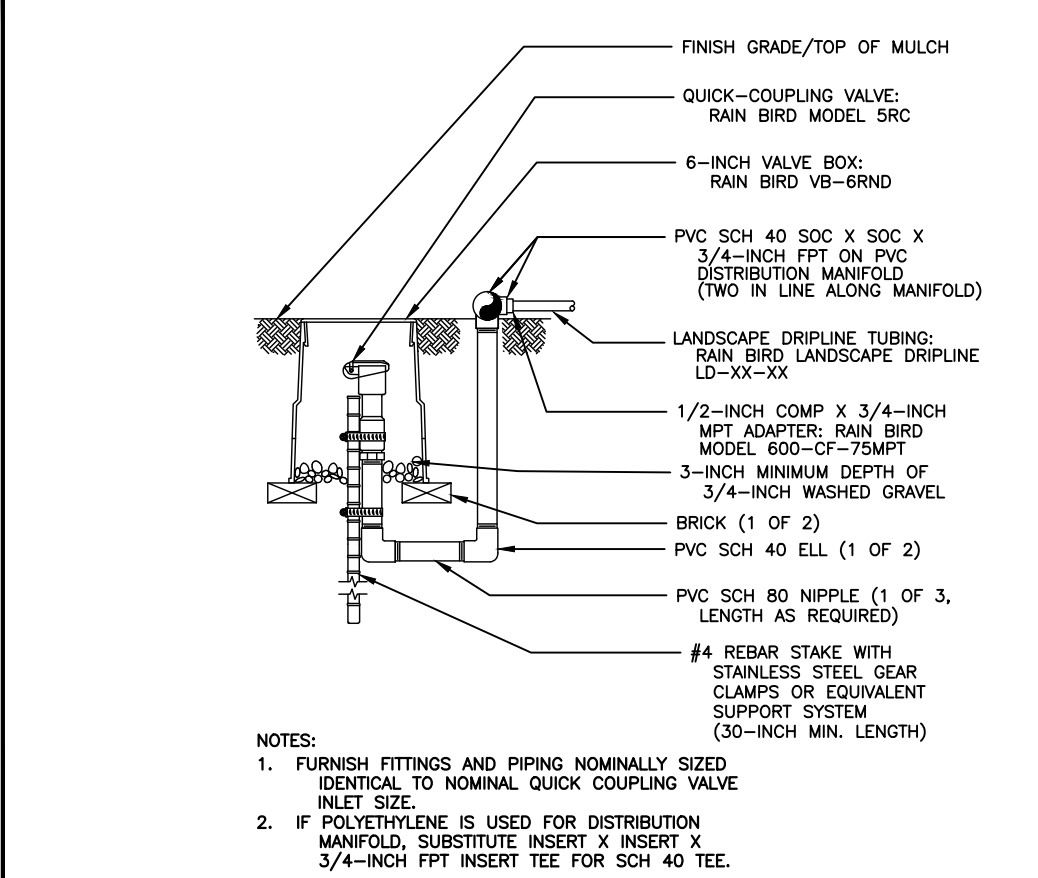 FINISH GRADE/TOP OF MULCH
QUICK-COUPLING VALVE:
RAIN BIRD MODEL 5RC
6-INCH VALVE BOX:
RAIN BIRD VB-6RND
PVC SCH 40 SOC X SOC X
3/4-INCH FPT ON PVC
DISTRIBUTION MANIFOLD
(TWO IN LINE ALONG MANIFOLD)
LANDSCAPE DRIPLINE TUBING:
RAIN BIRD LANDSCAPE DRIPLINE
LD-XX-XX
1/2-INCH COMP X 3/4-INCH
MPT ADAPTER: RAIN BIRD
MODEL 600-CF-75MPT
3-INCH MINIMUM DEPTH OF
3/4-INCH WASHED GRAVEL
BRICK (1 OF 2)
PVC SCH 40 ELL (1 OF 2)
PVC SCH 80 NIPPLE (1 OF 3,
LENGTH AS REQUIRED)
#4 REBAR STAKE WITH
STAINLESS STEEL GEAR
CLAMPS OR EQUIVALENT
SUPPORT SYSTEM
(30-INCH MIN. LENGTH)
NOTES:
1. FURNISH FITTINGS AND PIPING NOMINALLY SIZED
IDENTICAL TO NOMINAL QUICK COUPLING VALVE
INLET SIZE.
2. IF POLYETHYLENE IS USED FOR DISTRIBUTION
MANIFOLD, SUBSTITUTE INSERT X INSERT X
3/4-INCH FPT INSERT TEE FOR SCH 40 TEE.